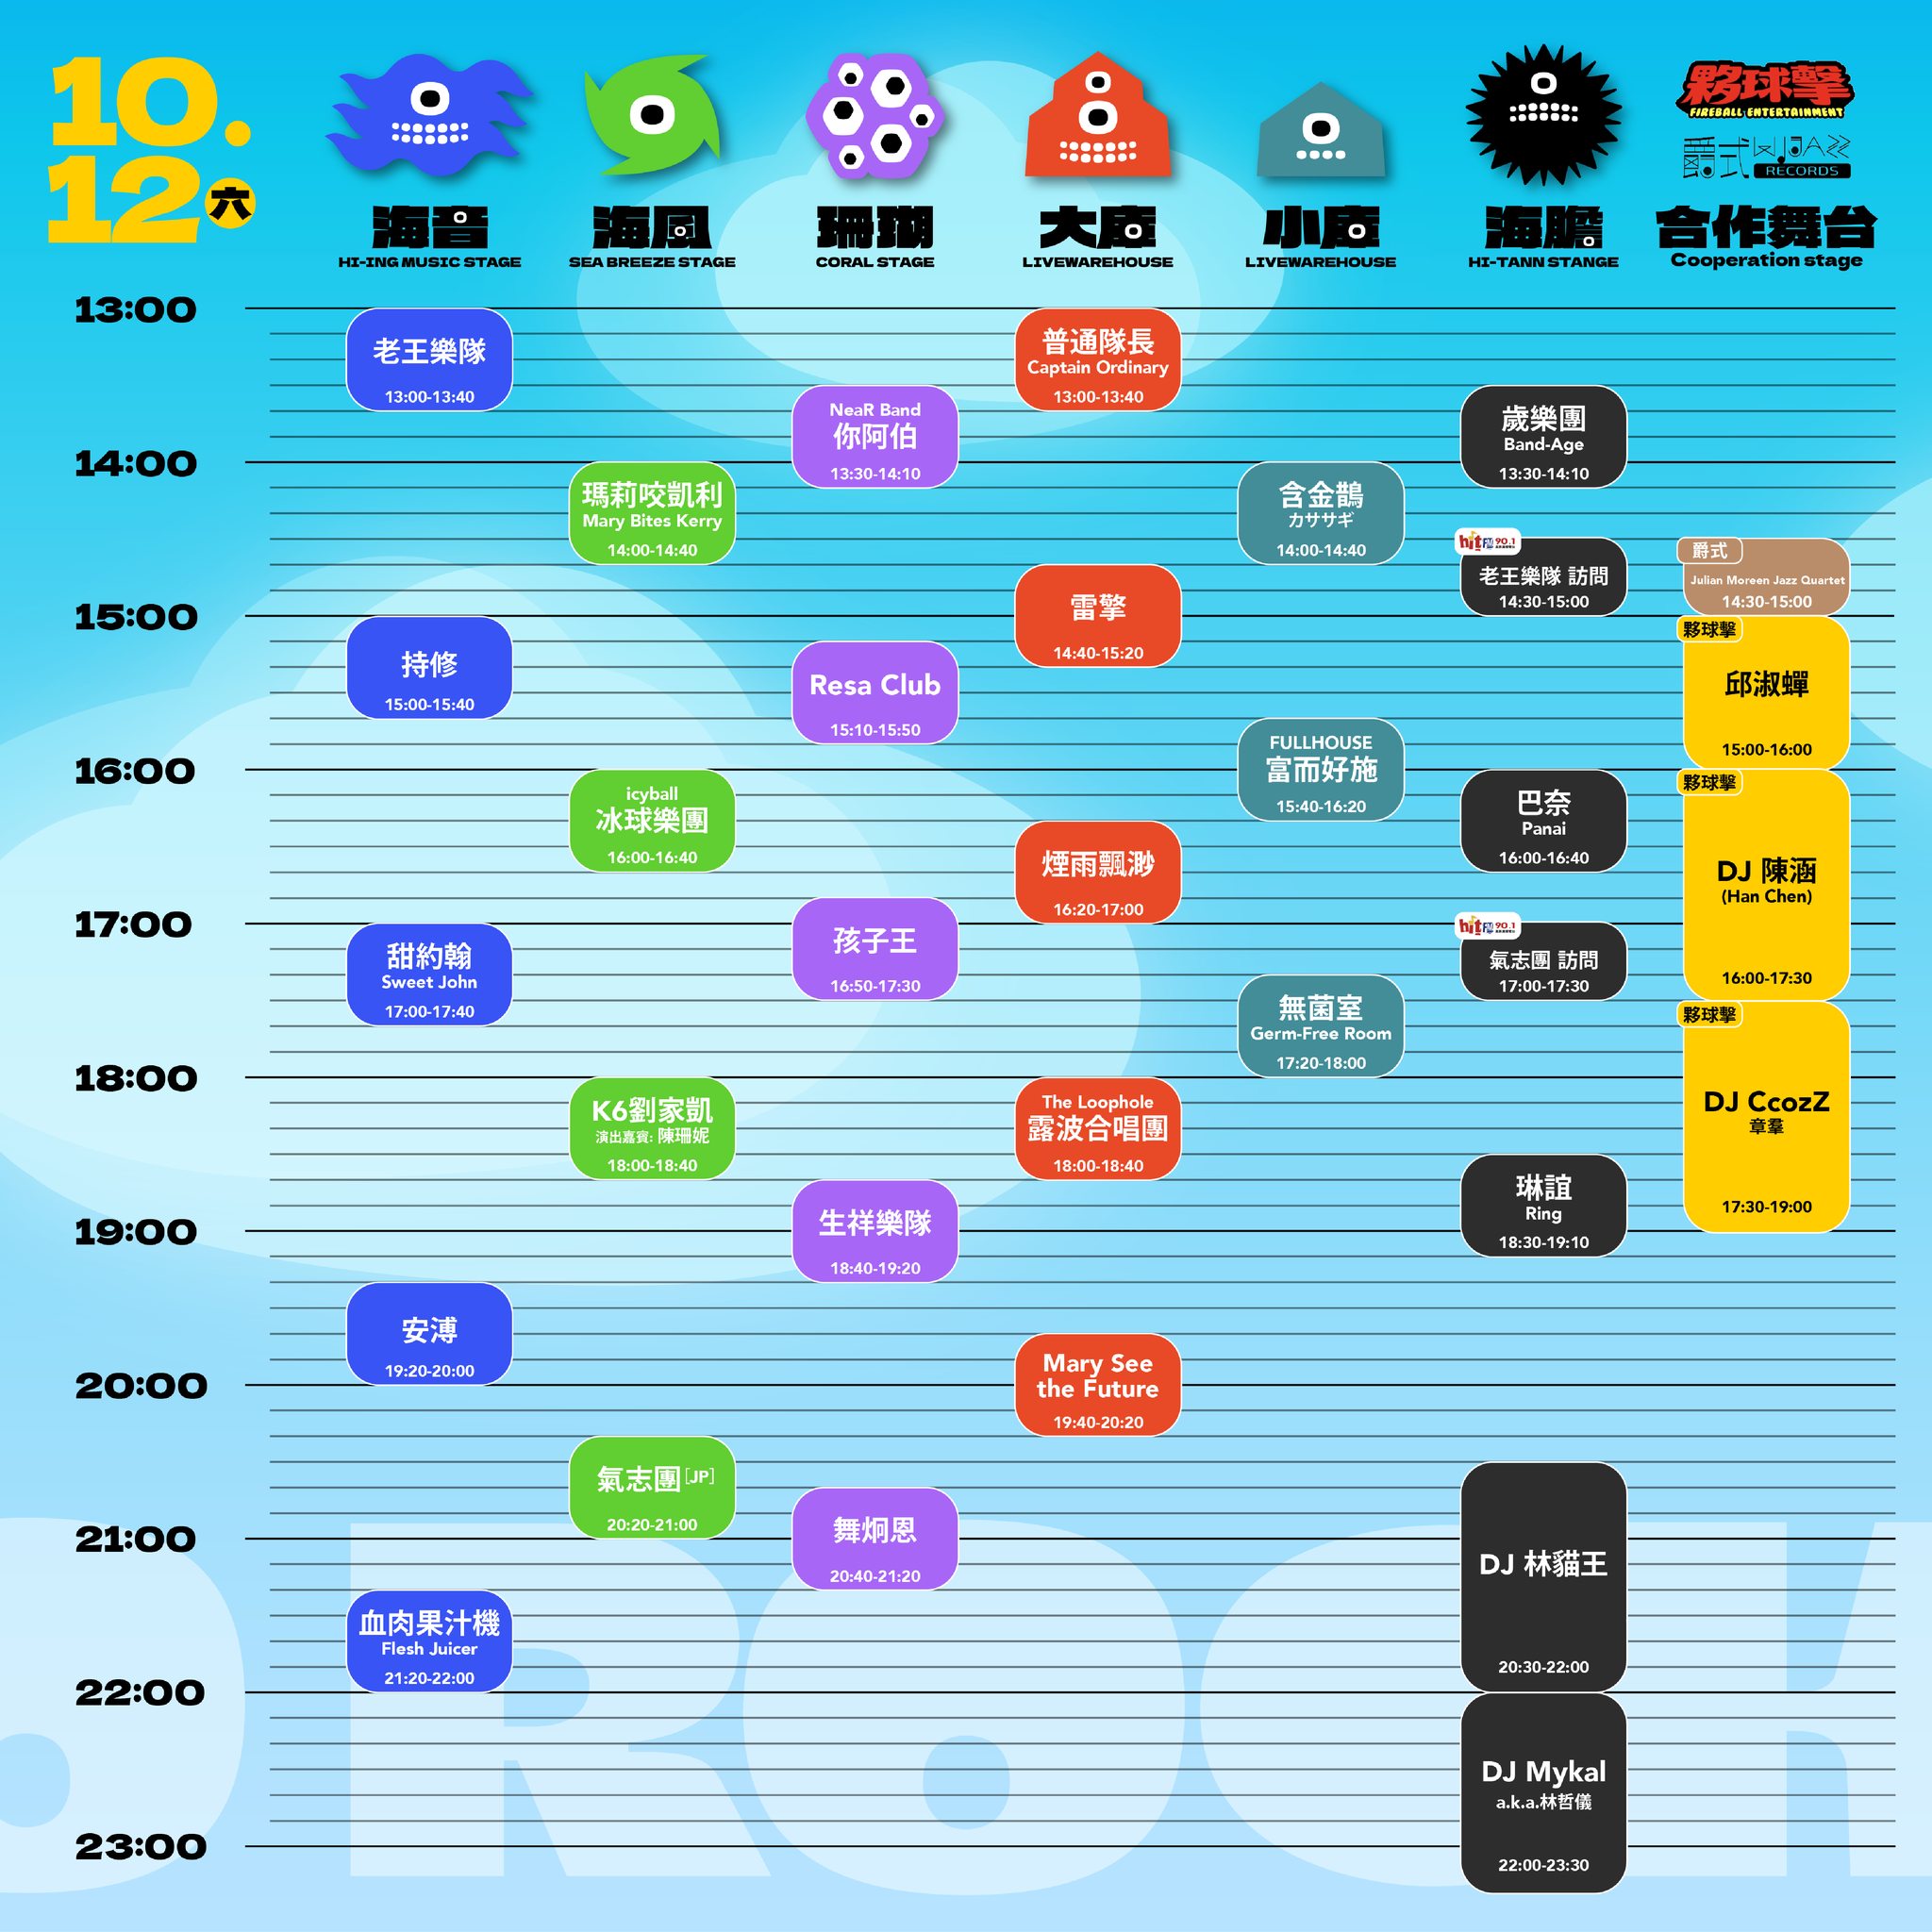 10.
12 六
夥球擊
FIREBALL ENTERTAINMENT
爵式 WJJAZZ
RECORDS
海音
HI-ING MUSIC STAGE
海風
SEA BREEZE STAGE
珊瑚
CORAL STAGE
大庫
LIVEWAREHOUSE
小庫
LIVEWAREHOUSE
海膽
HI-TANN STANGE
合作舞台
Cooperation stage
13:00
老王樂隊
13:00-13:40
普通隊長
Captain Ordinary
13:00-13:40
NeaR Band
你阿伯
13:30-14:10
歲樂團
Band-Age
13:30-14:10
14:00
瑪莉咬凱利
Mary Bites Kerry
14:00-14:40
含金鵲
カササギ
14:00-14:40
hit FM 90.1
老王樂隊 訪問
14:30-15:00
爵式
Julian Moreen Jazz Quartet
14:30-15:00
雷擎
14:40-15:20
15:00
持修
15:00-15:40
夥球擊
邱淑蟬
15:00-16:00
Resa Club
15:10-15:50
FULLHOUSE
富而好施
15:40-16:20
16:00
icyball
冰球樂團
16:00-16:40
巴奈
Panai
16:00-16:40
夥球擊
DJ 陳涵
(Han Chen)
16:00-17:30
煙雨飄渺
16:20-17:00
孩子王
16:50-17:30
17:00
甜約翰
Sweet John
17:00-17:40
hit FM 90.1
氣志團 訪問
17:00-17:30
無菌室
Germ-Free Room
17:20-18:00
夥球擊
DJ CcozZ
章羣
17:30-19:00
18:00
K6劉家凱
演出嘉賓: 陳珊妮
18:00-18:40
The Loophole
露波合唱團
18:00-18:40
琳誼
Ring
18:30-19:10
生祥樂隊
18:40-19:20
19:00
安溥
19:20-20:00
Mary See
the Future
19:40-20:20
20:00
氣志團[JP]
20:20-21:00
DJ 林貓王
20:30-22:00
舞炯恩
20:40-21:20
21:00
血肉果汁機
Flesh Juicer
21:20-22:00
22:00
DJ Mykal
a.k.a.林哲儀
22:00-23:30
23:00
ROCK